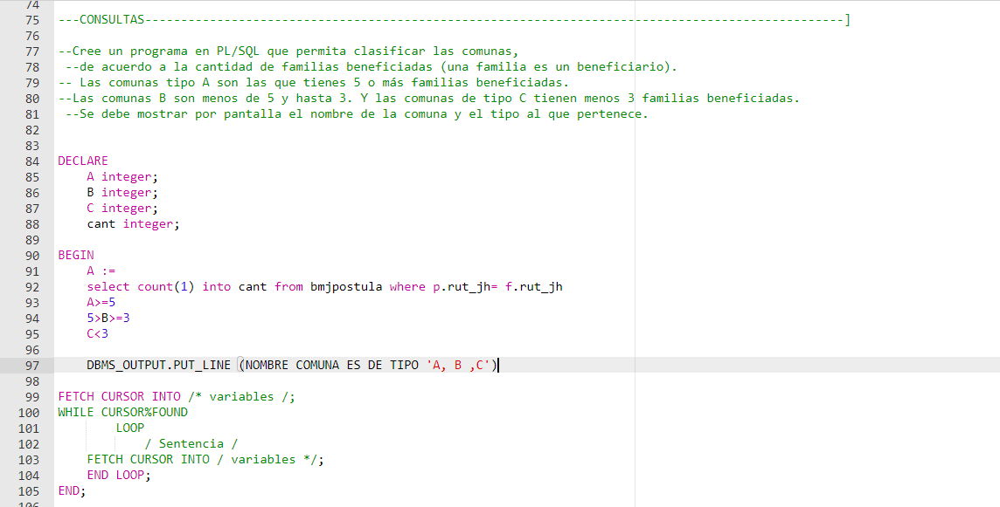 74
75 ---CONSULTAS-------------------------------------------------------------------------------------------------]
76
77 --Cree un programa en PL/SQL que permita clasificar las comunas,
78 --de acuerdo a la cantidad de familias beneficiadas (una familia es un beneficiario).
79 -- Las comunas tipo A son las que tienes 5 o más familias beneficiadas.
80 --Las comunas B son menos de 5 y hasta 3. Y las comunas de tipo C tienen menos 3 familias beneficiadas.
81 --Se debe mostrar por pantalla el nombre de la comuna y el tipo al que pertenece.
82
83
84 DECLARE
85 A integer;
86 B integer;
87 C integer;
88 cant integer;
89
90 BEGIN
91 A :=
92 select count(1) into cant from bmjpostula where p.rut_jh= f.rut_jh
93 A>=5
94 5>B>=3
95 C<3
96
97 DBMS_OUTPUT.PUT_LINE (NOMBRE COMUNA ES DE TIPO 'A, B ,C')
98
99 FETCH CURSOR INTO /* variables /;
100 WHILE CURSOR%FOUND
101 LOOP
102 / Sentencia /
103 FETCH CURSOR INTO / variables */;
104 END LOOP;
105 END;
106